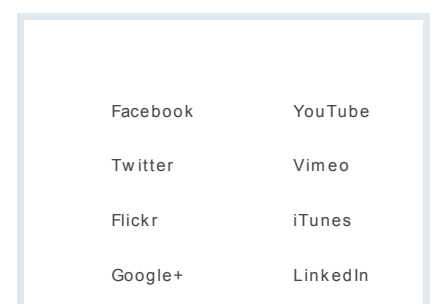 Facebook YouTube
Twitter Vimeo
Flickr iTunes
Google+ LinkedIn